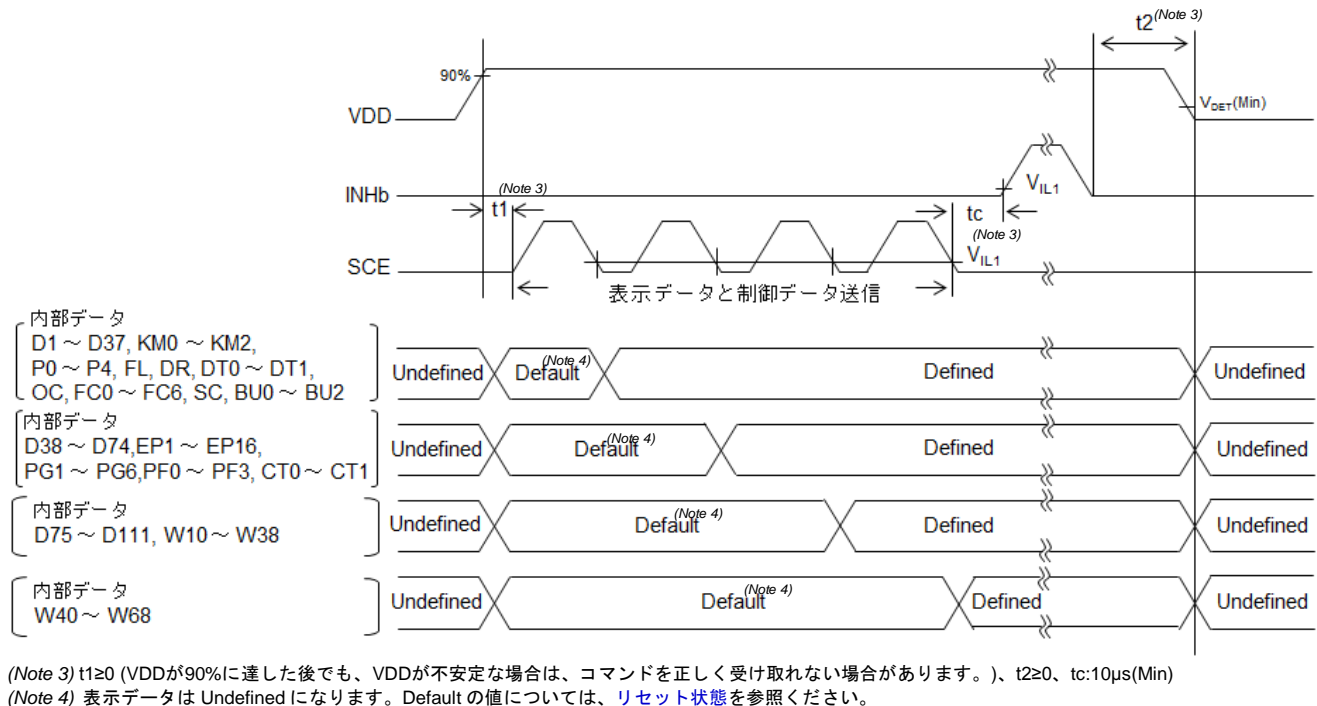 t2(Note 3)
90%
VDD
VDET(Min)
INHb
(Note 3)
t1
VIL1
tc
(Note 3)
VIL1
SCE
表示データと制御データ送信
内部データ
D1 ～ D37, KM0 ～ KM2,
P0 ～ P4, FL, DR, DT0 ～ DT1,
OC, FC0 ～ FC6, SC, BU0 ～ BU2
Undefined
Default(Note 4)
Defined
Undefined
内部データ
D38 ～ D74,EP1 ～ EP16,
PG1 ～ PG6,PF0 ～ PF3, CT0 ～ CT1
Undefined
Default(Note 4)
Defined
Undefined
内部データ
D75 ～ D111, W10 ～ W38
Undefined
Default(Note 4)
Defined
Undefined
内部データ
W40 ～ W68
Undefined
Default(Note 4)
Defined
Undefined
(Note 3) t1≥0 (VDDが90%に達した後でも、VDDが不安定な場合は、コマンドを正しく受け取れない場合があります。)、t2≥0、tc:10μs(Min)
(Note 4) 表示データは Undefined になります。Default の値については、リセット状態を参照ください。